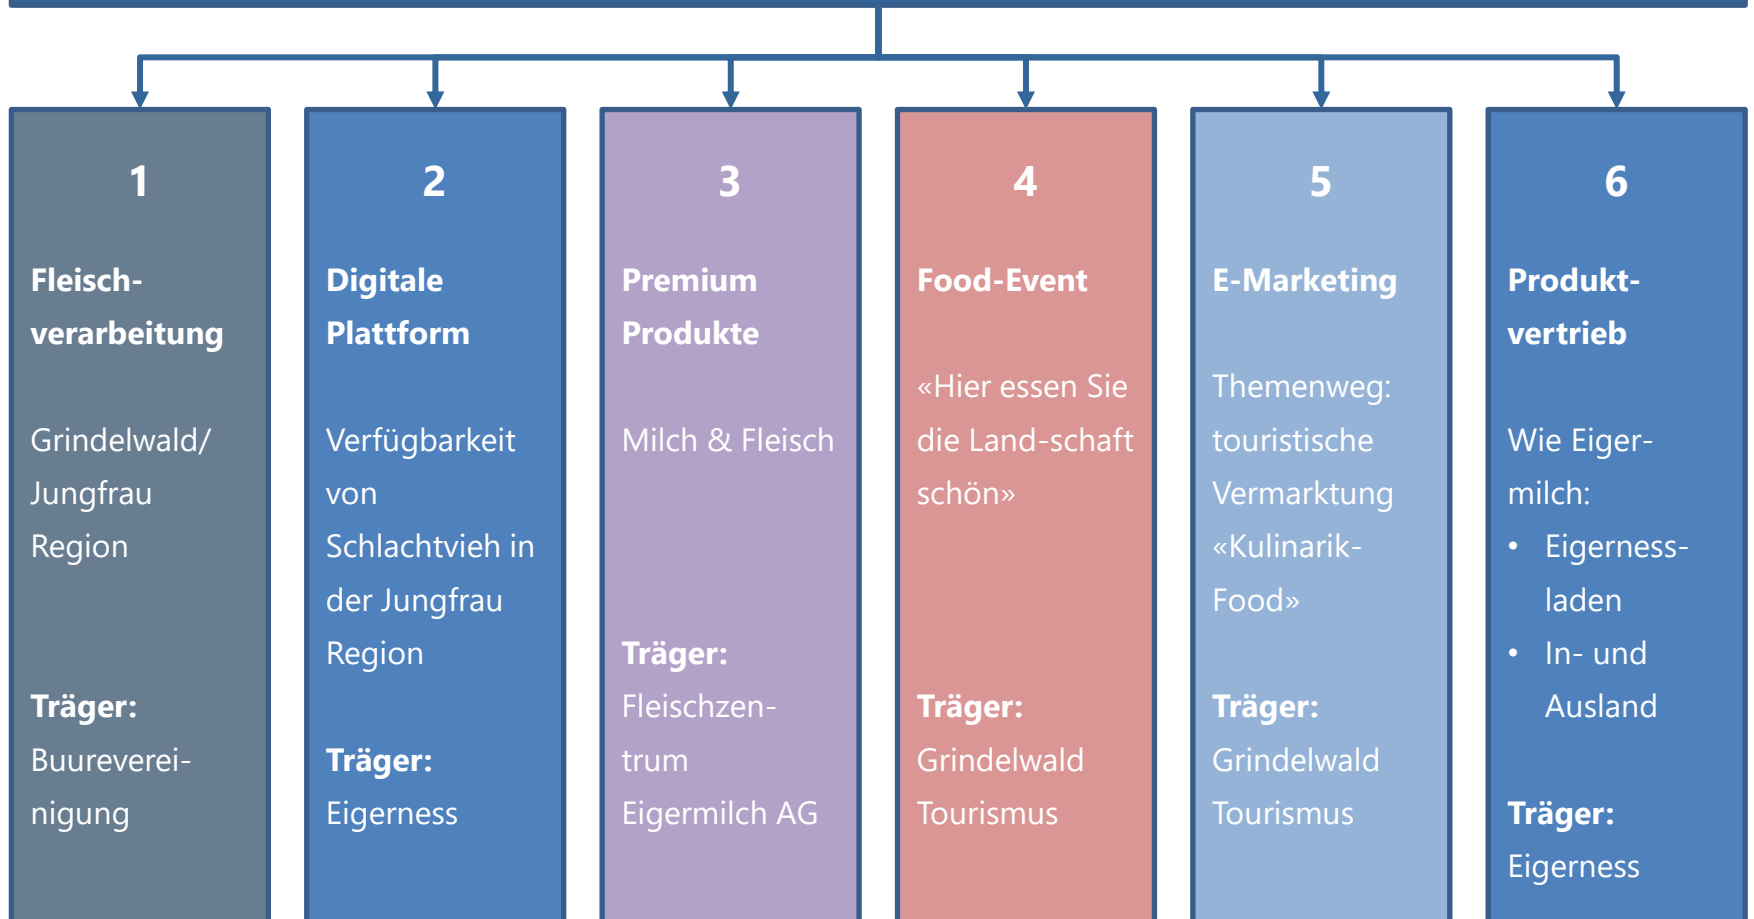 1
Fleisch-
verarbeitung
Grindelwald/
Jungfrau
Region
Träger:
Buureverei-
nigung
2
Digitale
Plattform
Verfügbarkeit
von
Schlachtvieh in
der Jungfrau
Region
Träger:
Eigerness
3
Premium
Produkte
Milch & Fleisch
Träger:
Fleischzen-
trum
Eigermilch AG
4
Food-Event
«Hier essen Sie
die Land-schaft
schön»
Träger:
Grindelwald
Tourismus
5
E-Marketing
Themenweg:
touristische
Vermarktung
«Kulinarik-
Food»
Träger:
Grindelwald
Tourismus
6
Produkt-
vertrieb
Wie Eiger-
milch:
• Eigerness-
laden
• In- und
Ausland
Träger:
Eigerness